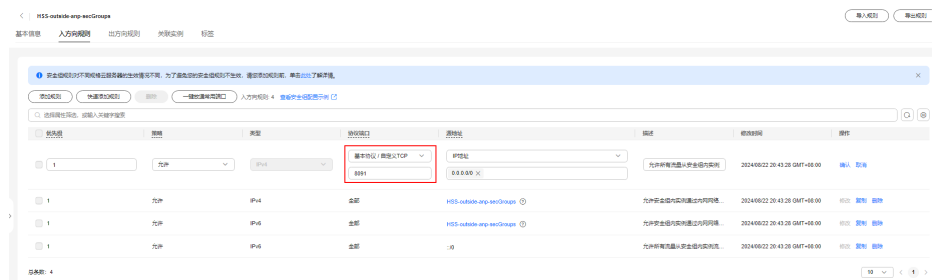 HSS-outside-anp-secGroups 导入规则 导出规则
基本信息 入方向规则 出方向规则 关联实例 标签
安全组规则对不同规格云服务器的生效情况不同，为了避免您的安全组规则不生效，请您添加规则前，单击此处了解详情。
添加规则 快速添加规则 删除 一键放通常用端口 入方向规则: 4 查看安全组配置示例
选择属性筛选，或输入关键字搜索
优先级 策略 类型 协议端口 源地址 描述 修改时间 操作
基本协议 / 自定义TCP IP地址
1 允许 IPv4 允许所有流量从安全组内实例 2024/08/22 20:43:28 GMT+08:00 确认 取消
8091 0.0.0.0/0
1 允许 IPv4 全部 HSS-outside-anp-secGroups 允许安全组内实例通过内网网络... 2024/08/22 20:43:28 GMT+08:00 修改 复制 删除
1 允许 IPv6 全部 HSS-outside-anp-secGroups 允许安全组内实例通过内网网络... 2024/08/22 20:43:28 GMT+08:00 修改 复制 删除
1 允许 IPv6 全部 ::/0 允许所有流量从安全组内实例流... 2024/08/22 20:43:28 GMT+08:00 修改 复制 删除
总条数: 4 10 1